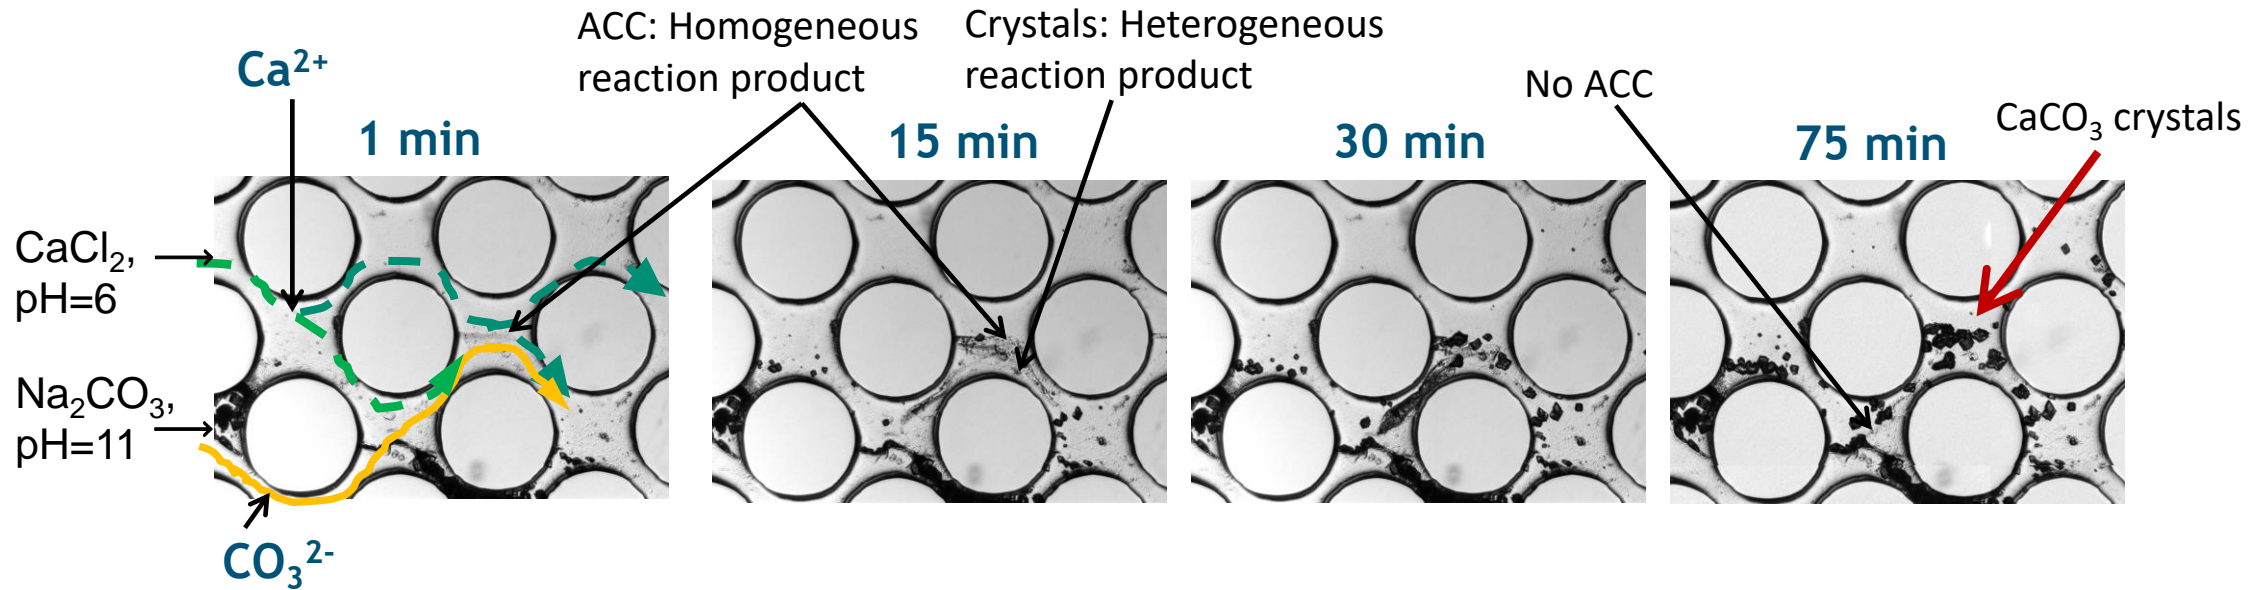 ACC: Homogeneous
reaction product
Crystals: Heterogeneous
reaction product
Ca²⁺
No ACC
CaCO₃ crystals
1 min
15 min
30 min
75 min
CaCl₂,
pH=6
Na₂CO₃,
pH=11
CO₃²⁻